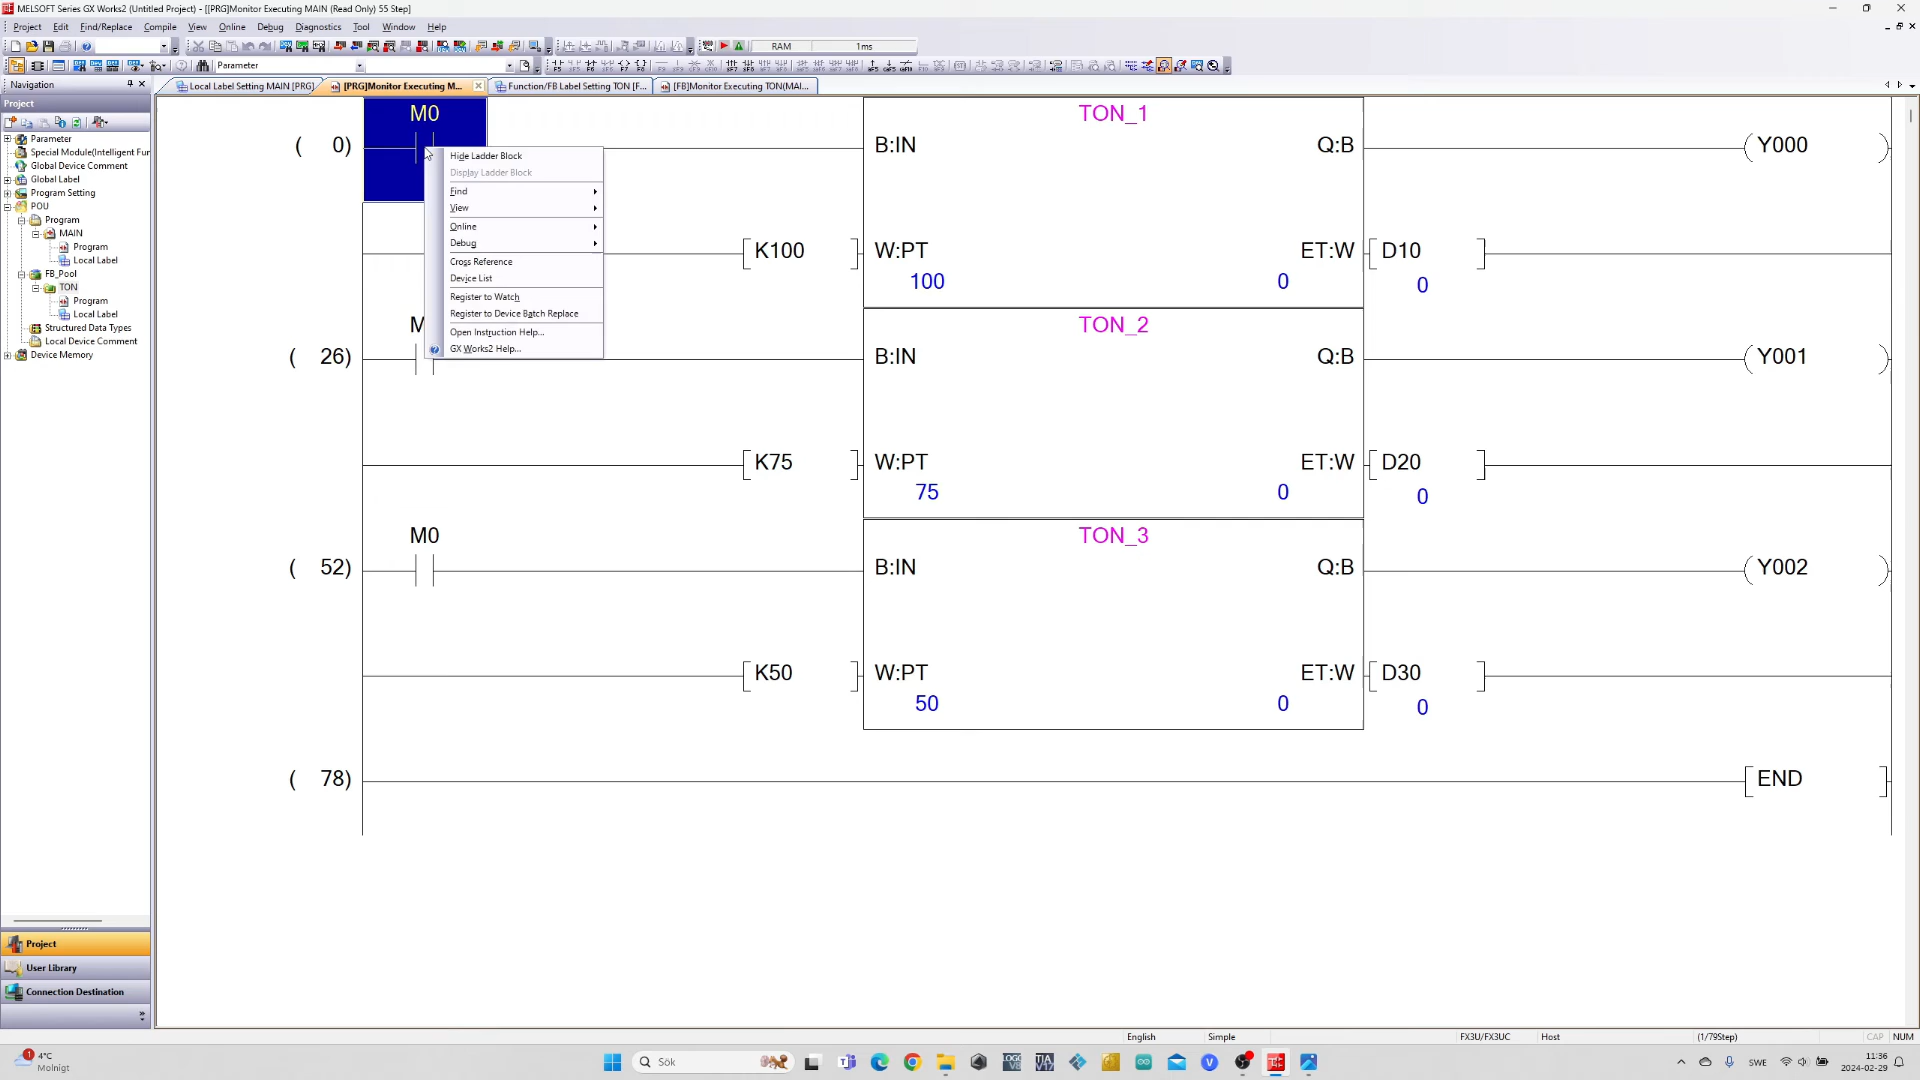 MELSOFT Series GX Works2 (Untitled Project) - [[PRG]Monitor Executing MAIN (Read Only) 55 Step]
Project Edit Find/Replace Compile View Online Debug Diagnostics Tool Window Help
RAM 1ms
Parameter
Navigation
Local Label Setting MAIN [PRG]
[PRG]Monitor Executing M...
Function/FB Label Setting TON [F...
[FB]Monitor Executing TON(MAI...
Project
Parameter
Special Module(Intelligent Fur
Global Device Comment
Global Label
Program Setting
POU
Program
MAIN
Program
Local Label
FB_Pool
TON
Program
Local Label
Structured Data Types
Local Device Comment
Device Memory
Project
User Library
Connection Destination
M0 TON_1
( 0) B:IN Q:B Y000
K100 W:PT ET:W D10
100 0 0
Hide Ladder Block
Display Ladder Block
Find
View
Online
Debug
Cross Reference
Device List
Register to Watch
Register to Device Batch Replace
Open Instruction Help...
GX Works2 Help...
M TON_2
( 26) B:IN Q:B Y001
K75 W:PT ET:W D20
75 0 0
M0 TON_3
( 52) B:IN Q:B Y002
K50 W:PT ET:W D30
50 0 0
( 78) END
English Simple FX3U/FX3UC Host (1/79Step) CAP NUM
1 4°C
Molnigt
Sök
SWE
11:36
2024-02-29